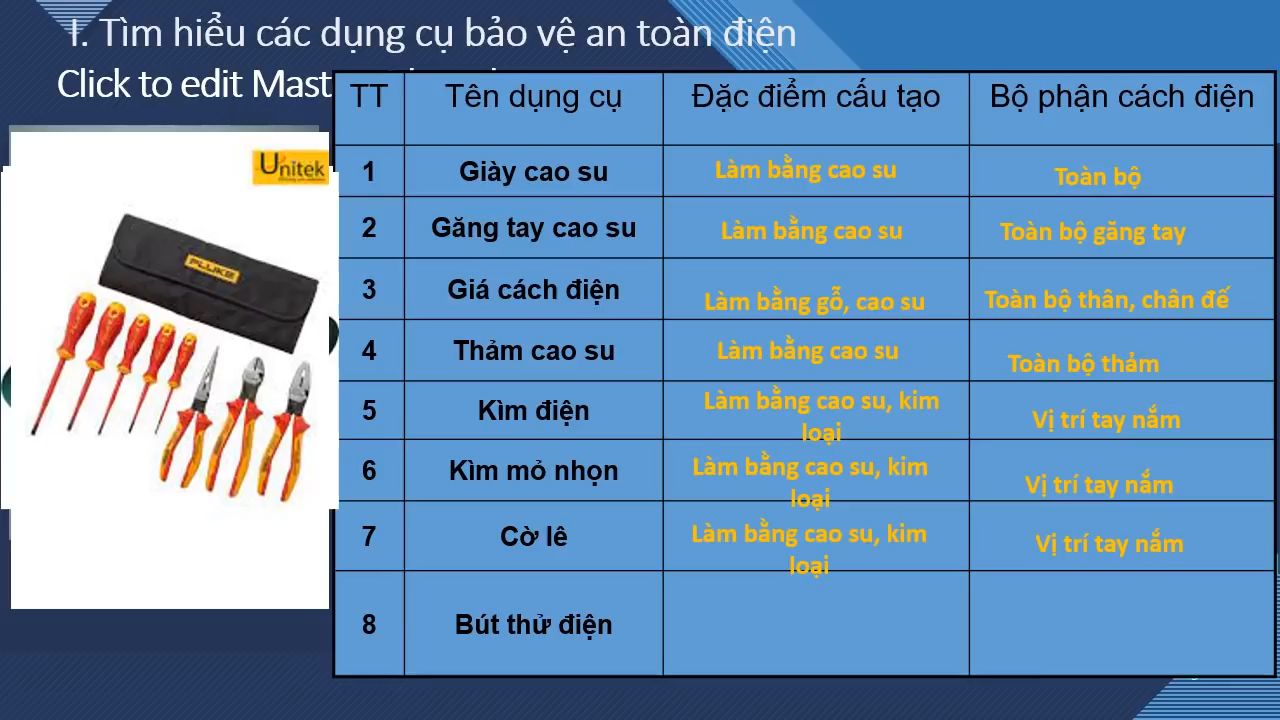 I. Tìm hiểu các dụng cụ bảo vệ an toàn điện
Click to edit Mast
Unitek
FLUKE
TT Tên dụng cụ Đặc điểm cấu tạo Bộ phận cách điện
1 Giày cao su Làm bằng cao su Toàn bộ
2 Găng tay cao su Làm bằng cao su Toàn bộ găng tay
3 Giá cách điện Làm bằng gỗ, cao su Toàn bộ thân, chân đế
4 Thảm cao su Làm bằng cao su Toàn bộ thảm
5 Kìm điện Làm bằng cao su, kim loại Vị trí tay nắm
6 Kìm mỏ nhọn Làm bằng cao su, kim loại Vị trí tay nắm
7 Cờ lê Làm bằng cao su, kim loại Vị trí tay nắm
8 Bút thử điện